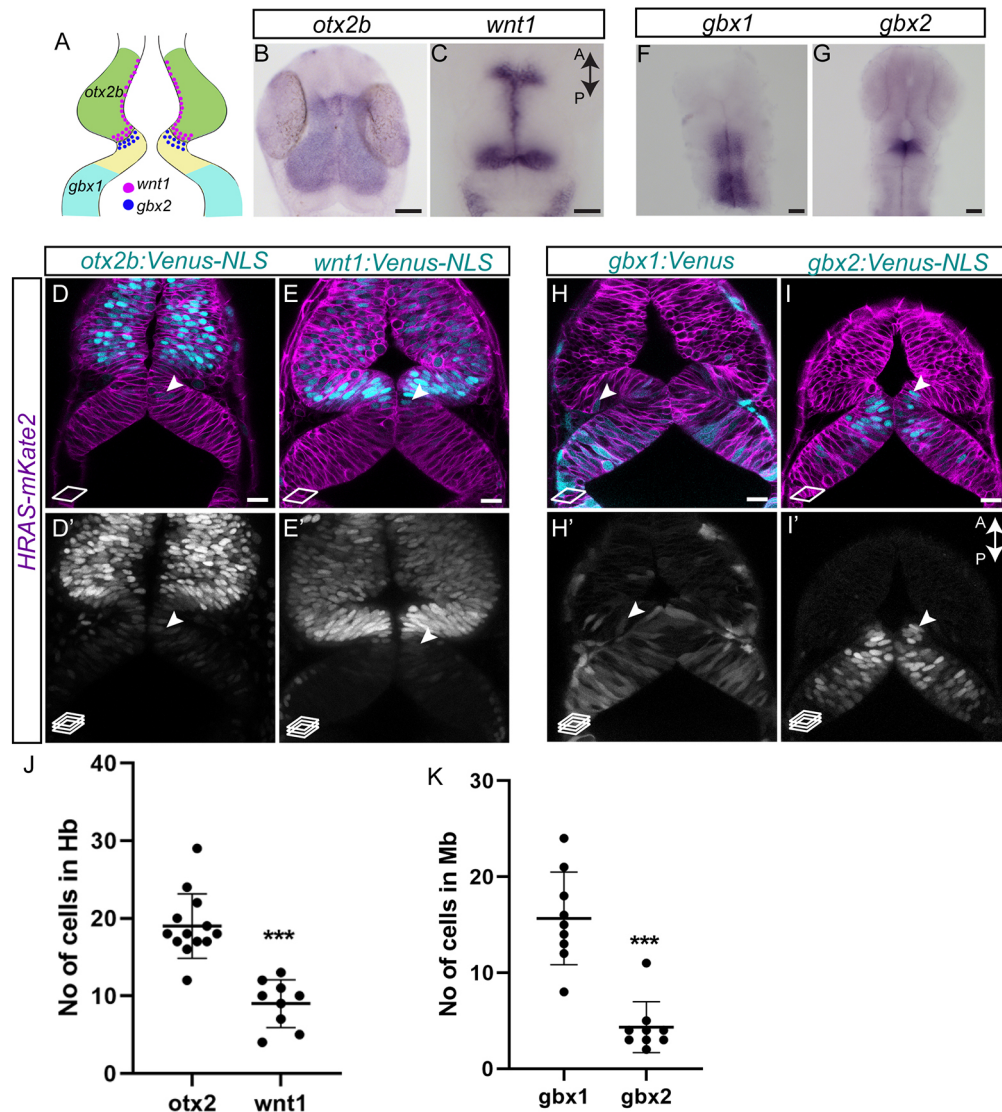 A
otx2b
gbx1
wnt1
gbx2
otx2b wnt1
B
C
A
P
gbx1 gbx2
F
G
HRAS-mKate2
otx2b:Venus-NLS wnt1:Venus-NLS
D
E
D'
E'
gbx1:Venus gbx2:Venus-NLS
H
I
H'
I'
A
P
J
No of cells in Hb
40
30
20
10
0
***
otx2 wnt1
K
No of cells in Mb
30
20
10
0
***
gbx1 gbx2